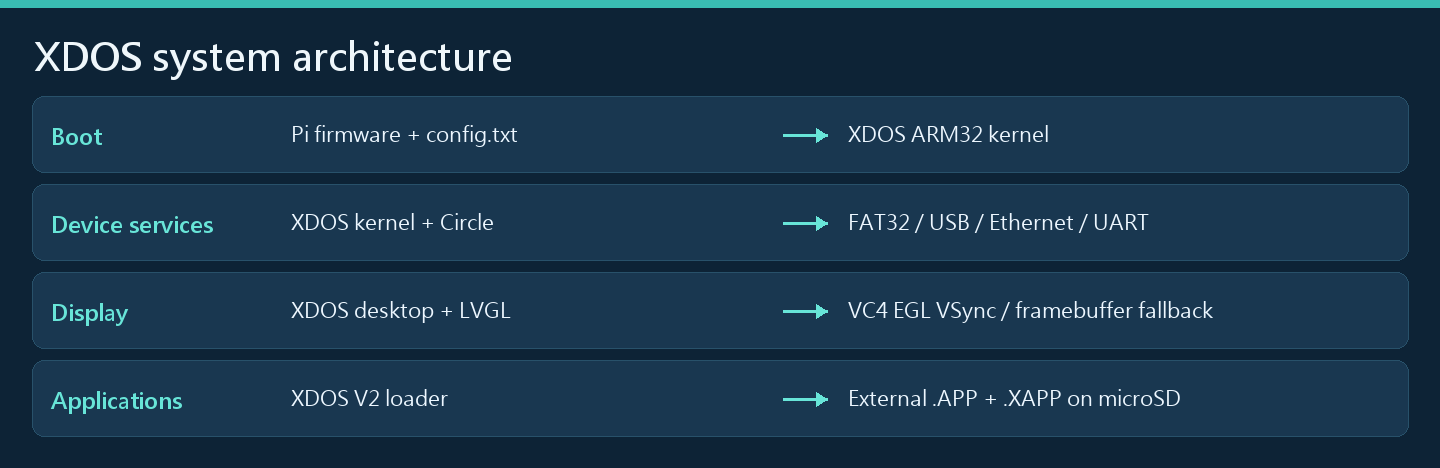 XDOS system architecture
Boot Pi firmware + config.txt → XDOS ARM32 kernel
Device services XDOS kernel + Circle → FAT32 / USB / Ethernet / UART
Display XDOS desktop + LVGL → VC4 EGL VSync / framebuffer fallback
Applications XDOS V2 loader → External .APP + .XAPP on microSD